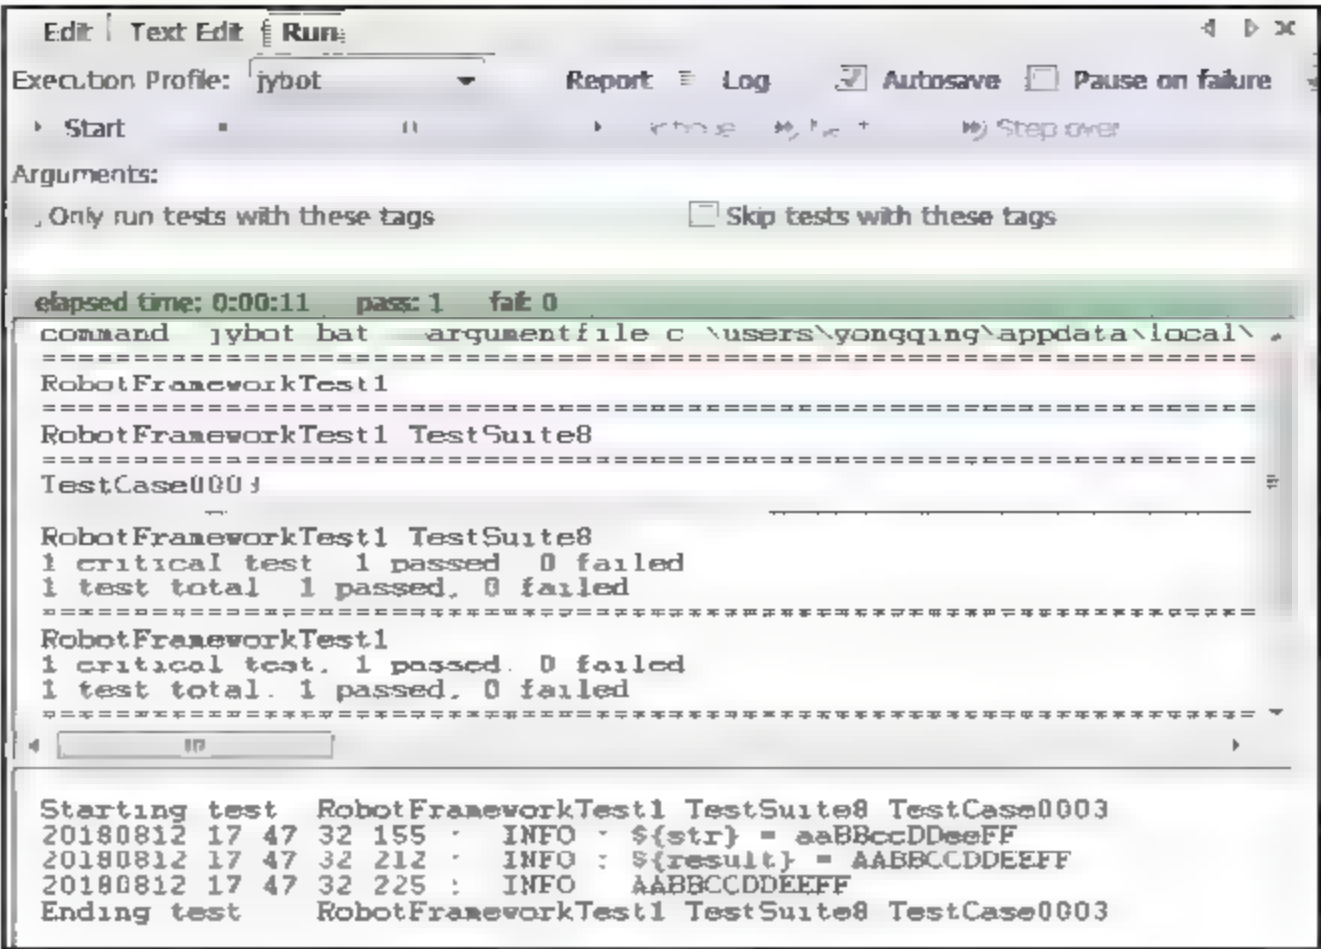 Edit Text Edit Run
Execution Profile: jybot Report Log Autosave Pause on failure
Start Step over
Arguments:
Only run tests with these tags Skip tests with these tags
elapsed time: 0:00:11 pass: 1 fail: 0
command jybot bat --argumentfile c \users\yongqing\appdata\local\
RobotFrameworkTest1
RobotFrameworkTest1 TestSuite8
TestCase0003
RobotFrameworkTest1 TestSuite8
1 critical test 1 passed 0 failed
1 test total 1 passed, 0 failed
RobotFrameworkTest1
1 critical test, 1 passed. 0 failed
1 test total. 1 passed, 0 failed
Starting test RobotFrameworkTest1 TestSuite8 TestCase0003
20180812 17 47 32 155 : INFO : ${str} = aaBBccDDeeFF
20180812 17 47 32 212 : INFO : ${result} = AABBCCDDEEFF
20180812 17 47 32 225 : INFO AABBCCDDEEFF
Ending test RobotFrameworkTest1 TestSuite8 TestCase0003